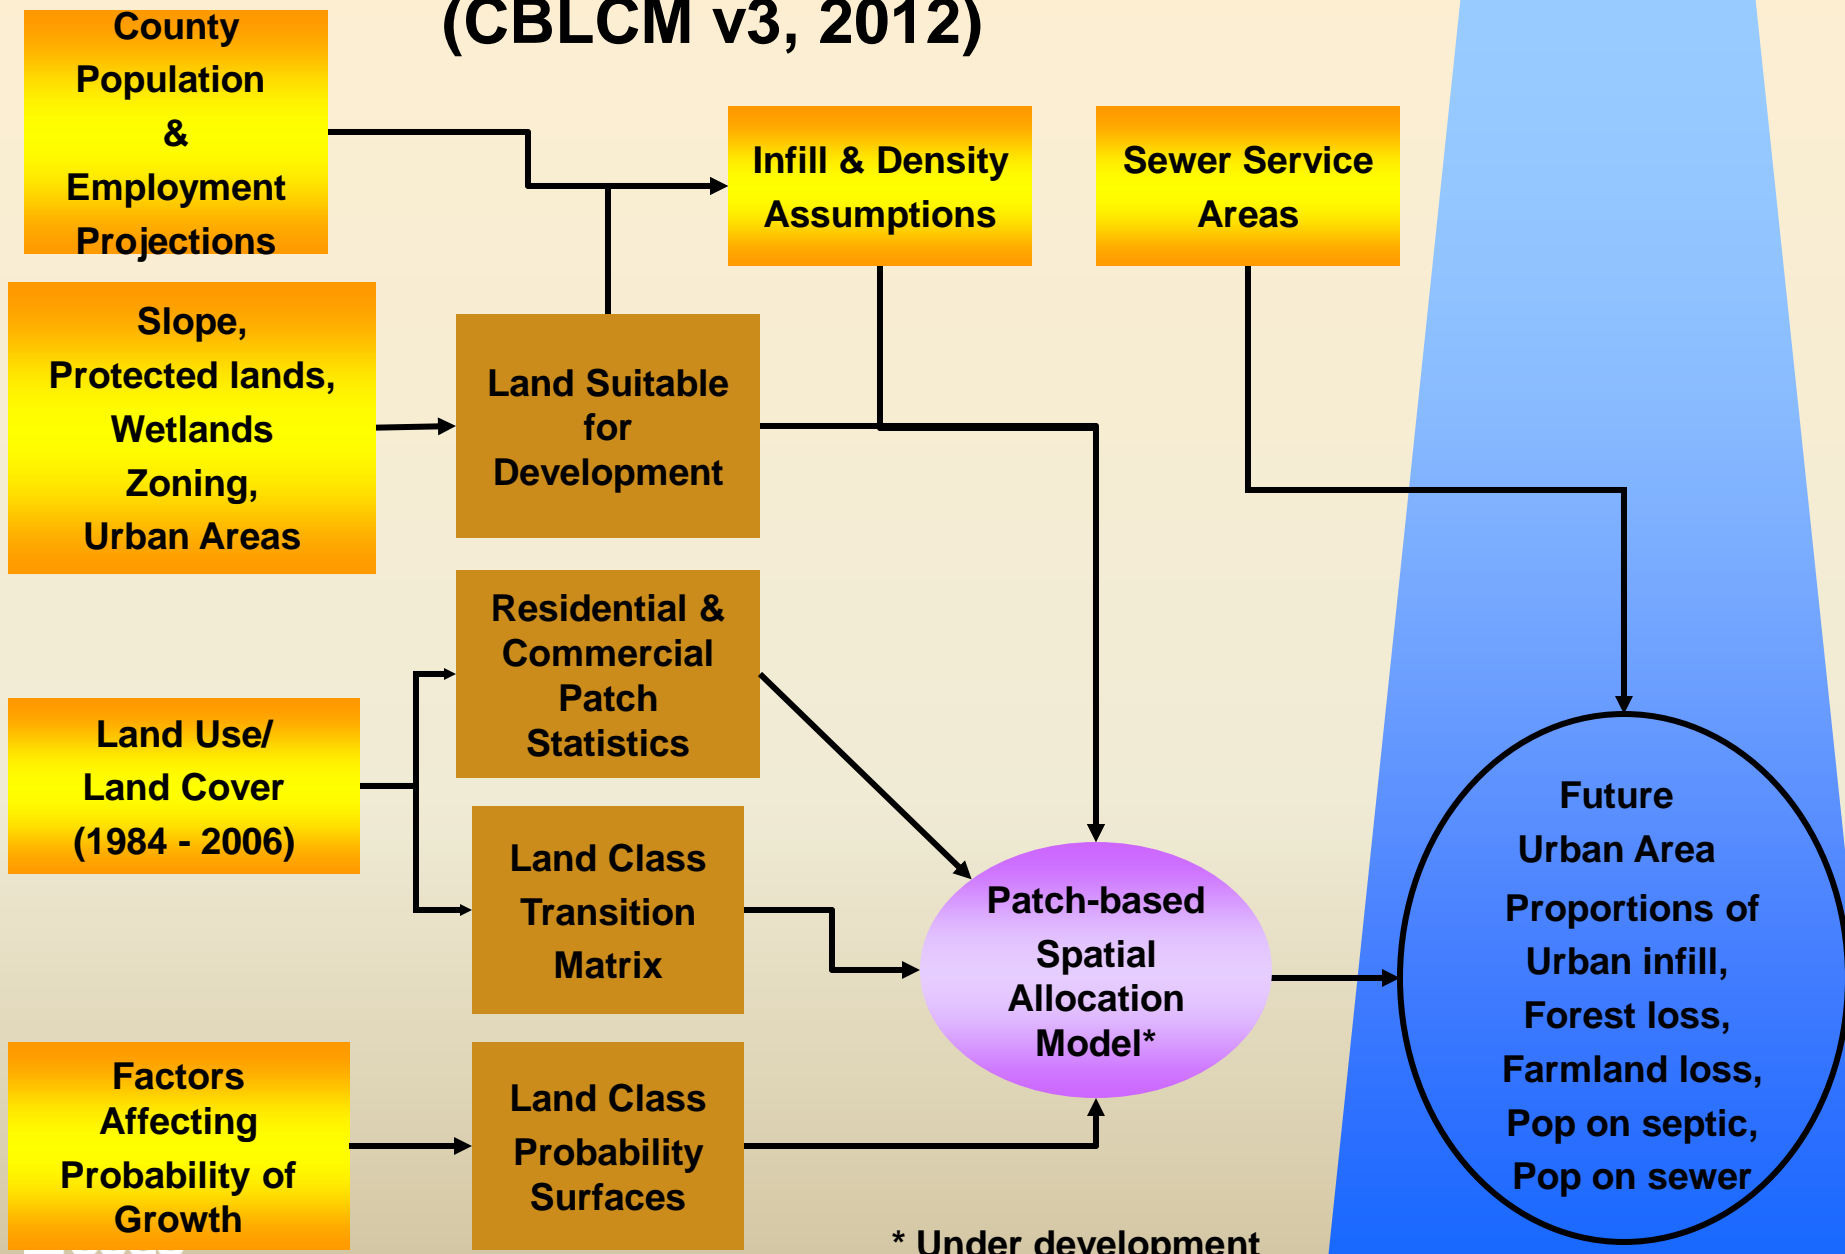 (CBLCM v3, 2012)
County
Population
&
Employment
Projections
Infill & Density
Assumptions
Sewer Service
Areas
Slope,
Protected lands,
Wetlands
Zoning,
Urban Areas
Land Suitable
for
Development
Residential &
Commercial
Patch
Statistics
Land Use/
Land Cover
(1984 - 2006)
Land Class
Transition
Matrix
Patch-based
Spatial
Allocation
Model*
Future
Urban Area
Proportions of
Urban infill,
Forest loss,
Farmland loss,
Pop on septic,
Pop on sewer
Factors
Affecting
Probability of
Growth
Land Class
Probability
Surfaces
* Under development